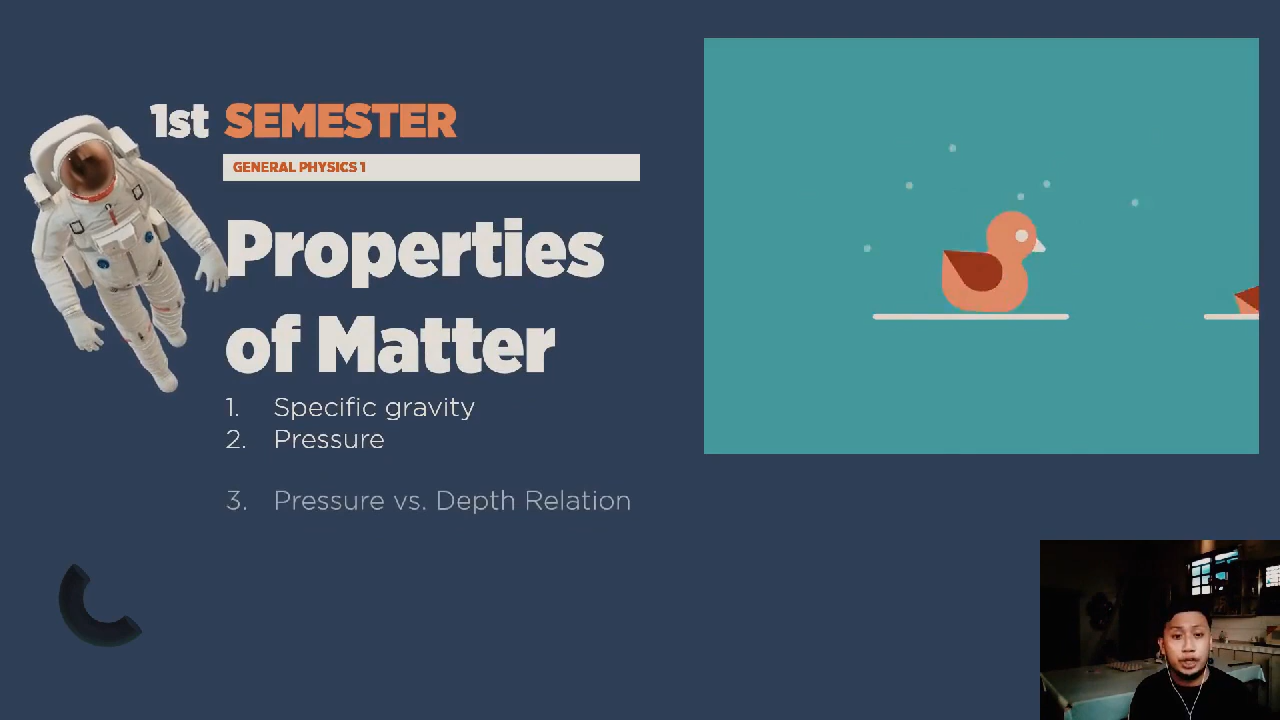 1st SEMESTER
GENERAL PHYSICS 1
Properties
of Matter
1. Specific gravity
2. Pressure
3. Pressure vs. Depth Relation